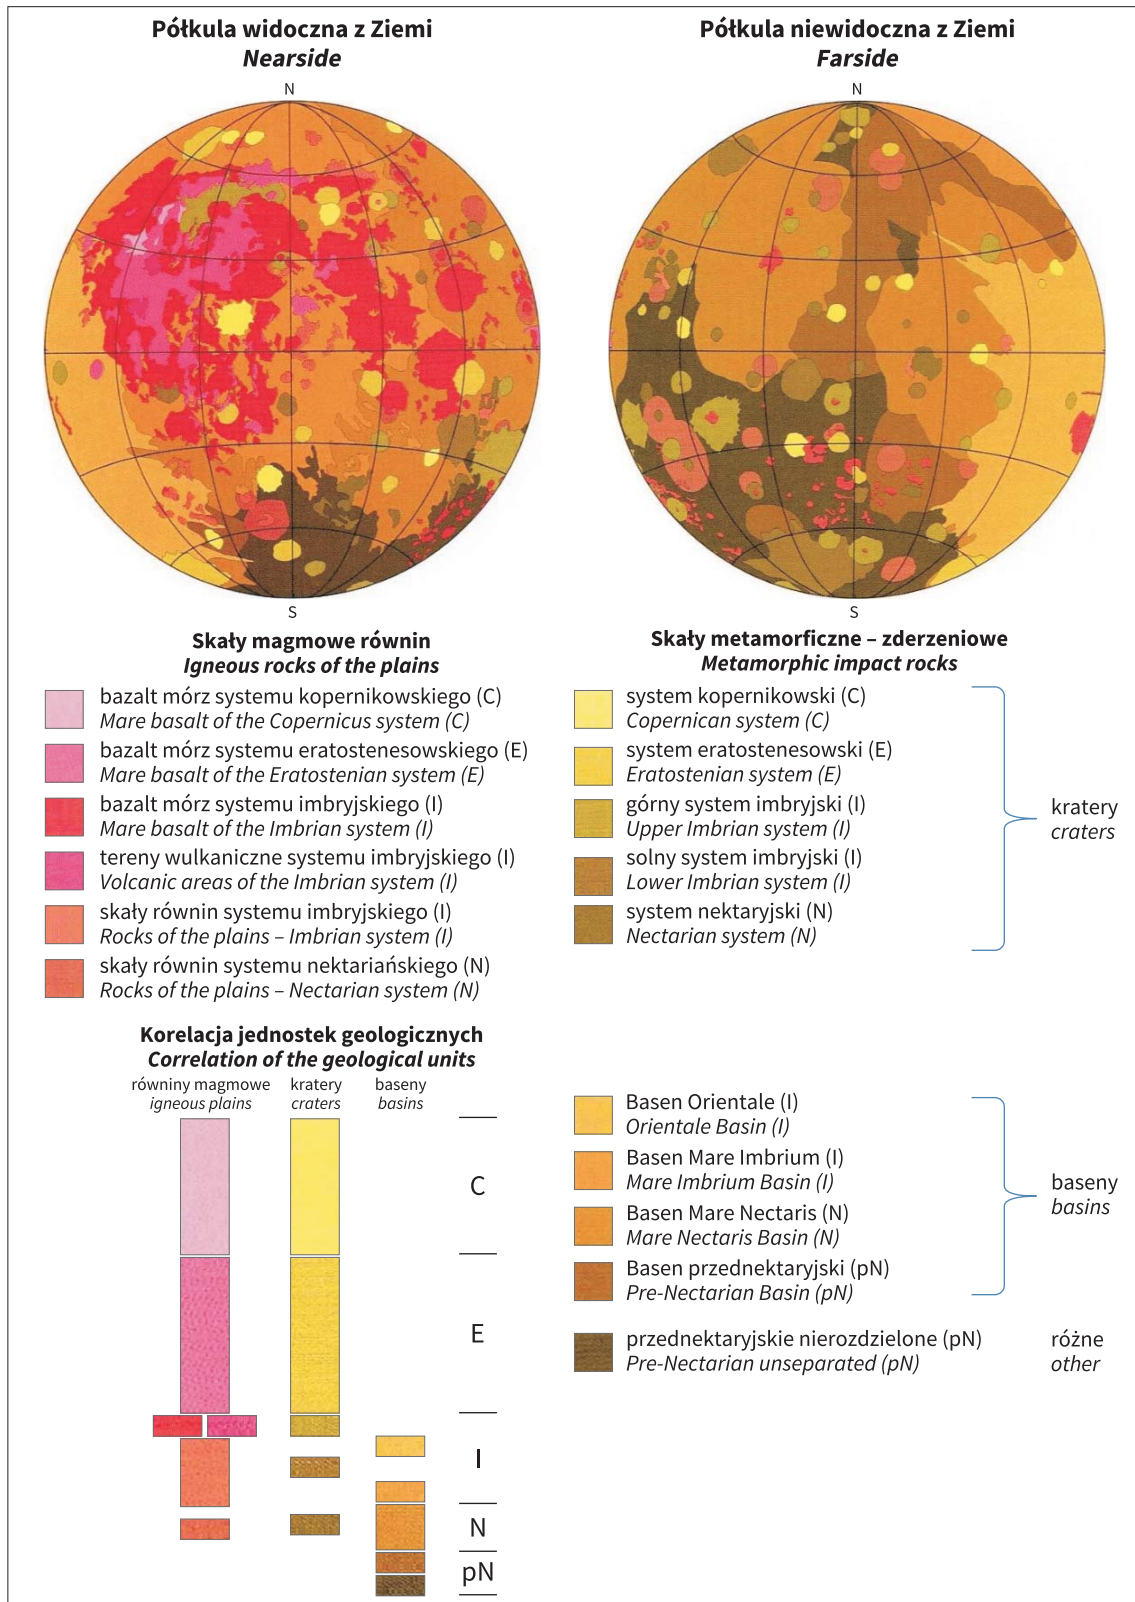 Półkula widoczna z Ziemi
Nearside
Półkula niewidoczna z Ziemi
Farside
N
N
S
S
Skały magmowe równin
Igneous rocks of the plains
bazalt mórz systemu kopernikowskiego (C)
Mare basalt of the Copernicus system (C)
bazalt mórz systemu eratostenesowskiego (E)
Mare basalt of the Eratostenian system (E)
bazalt mórz systemu imbryjskiego (I)
Mare basalt of the Imbrian system (I)
tereny wulkaniczne systemu imbryjskiego (I)
Volcanic areas of the Imbrian system (I)
skały równin systemu imbryjskiego (I)
Rocks of the plains – Imbrian system (I)
skały równin systemu nektariańskiego (N)
Rocks of the plains – Nectarian system (N)
Skały metamorficzne – zderzeniowe
Metamorphic impact rocks
system kopernikowski (C)
Copernican system (C)
system eratostenesowski (E)
Eratostenian system (E)
górny system imbryjski (I)
Upper Imbrian system (I)
solny system imbryjski (I)
Lower Imbrian system (I)
system nektaryjski (N)
Nectarian system (N)
kratery
craters
Korelacja jednostek geologicznych
Correlation of the geological units
równiny magmowe
igneous plains
kratery
craters
baseny
basins
C
E
I
N
pN
Basen Orientale (I)
Orientale Basin (I)
Basen Mare Imbrium (I)
Mare Imbrium Basin (I)
Basen Mare Nectaris (N)
Mare Nectaris Basin (N)
Basen przednektaryjski (pN)
Pre-Nectarian Basin (pN)
baseny
basins
przednektaryjskie nierozdzielone (pN)
Pre-Nectarian unseparated (pN)
różne
other